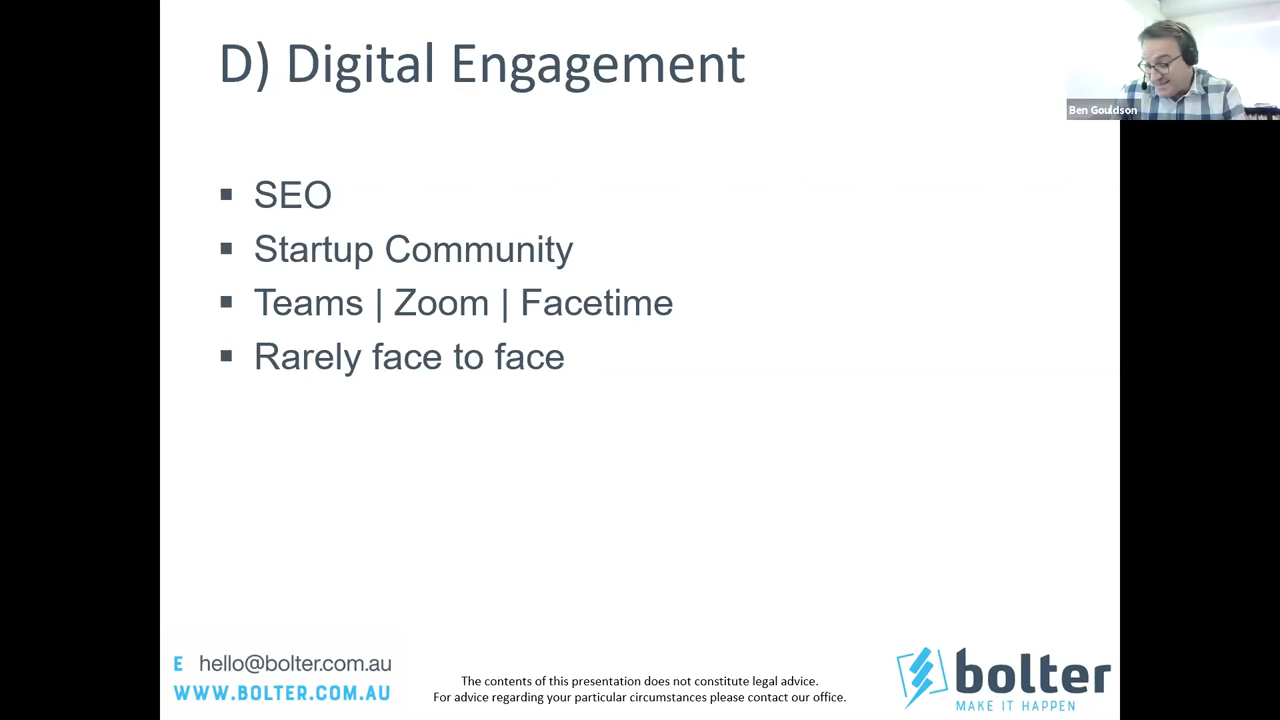 D) Digital Engagement
Ben Gouldson
▪ SEO
▪ Startup Community
▪ Teams | Zoom | Facetime
▪ Rarely face to face
E hello@bolter.com.au
WWW.BOLTER.COM.AU
The contents of this presentation does not constitute legal advice.
For advice regarding your particular circumstances please contact our office.
bolter
MAKE IT HAPPEN